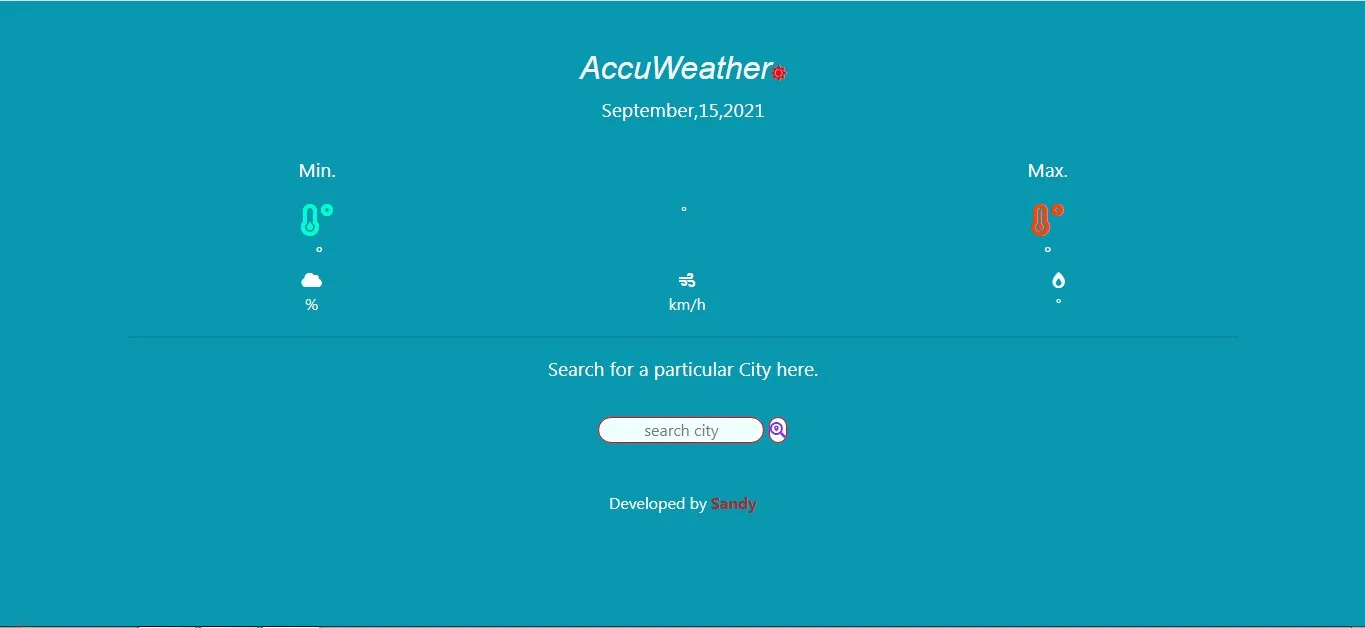 AccuWeather
September,15,2021
Min. Max.
°
° °
% km/h °
Search for a particular City here.
search city
Developed by Sandy